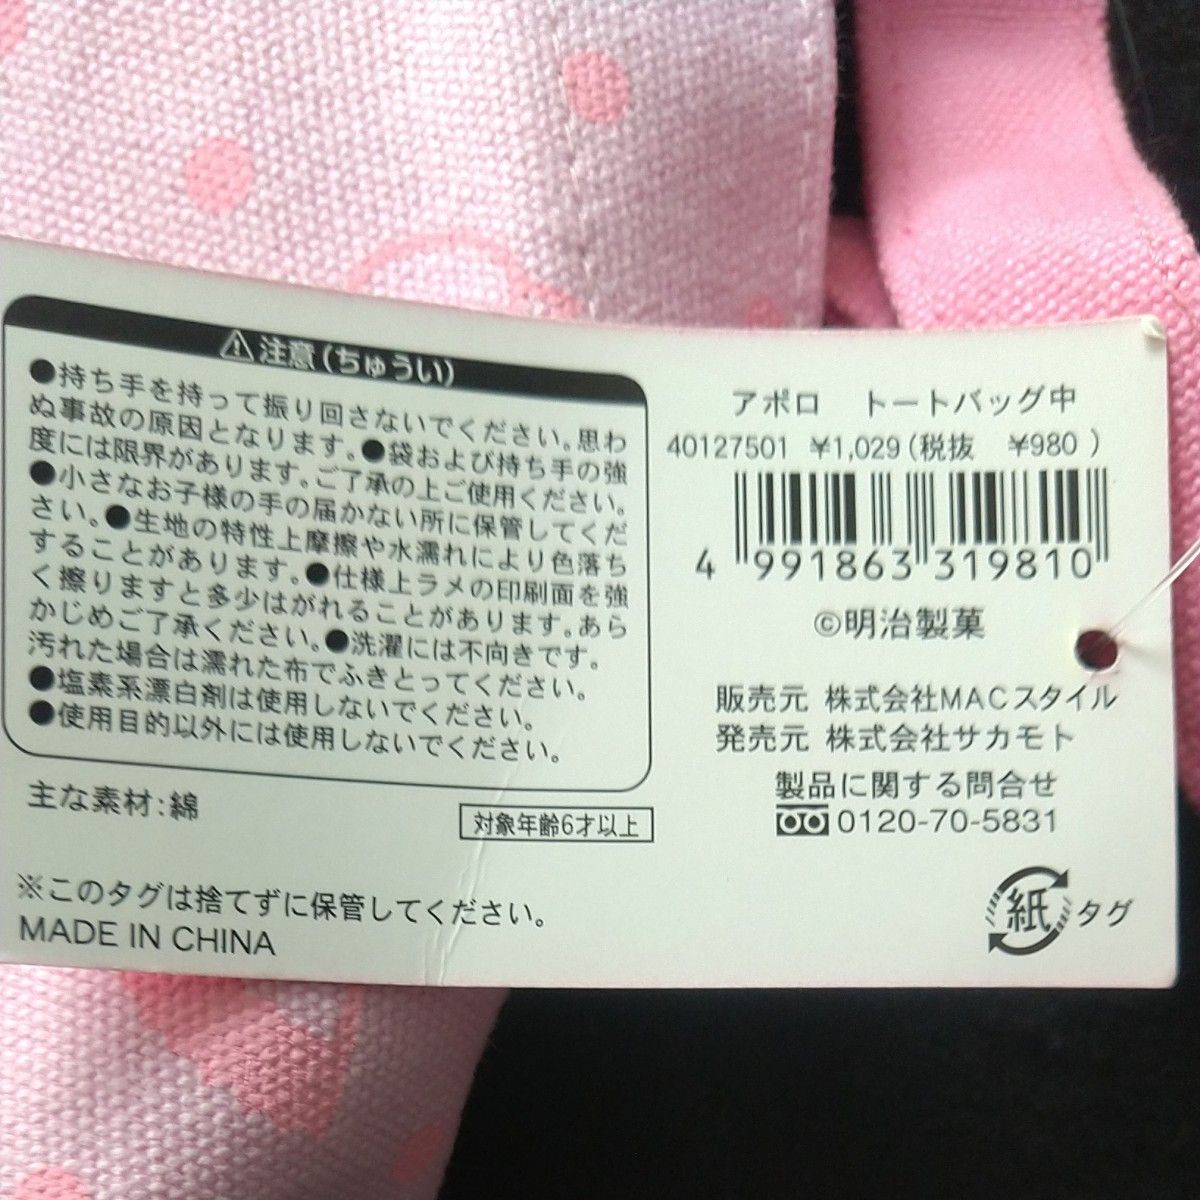 ⚠注意(ちゅうい)
●持ち手を持って振り回さないでください。思わ
ぬ事故の原因となります。●袋および持ち手の強
度には限界があります。ご了承の上ご使用ください。
●小さなお子様の手の届かない所に保管してくだ
さい。●生地の特性上摩擦や水濡れにより色落ち
することがあります。●仕様上ラメの印刷面を強
く擦りますと多少はがれることがあります。あら
かじめご了承ください。●洗濯には不向きです。
汚れた場合は濡れた布でふきとってください。
●塩素系漂白剤は使用しないでください。
●使用目的以外には使用しないでください。
主な素材:綿
対象年齢6才以上
※このタグは捨てずに保管してください。
MADE IN CHINA
アポロ　トートバッグ中
40127501 ¥1,029(税抜　¥980 )
4 991863 319810
©明治製菓
販売元 株式会社MACスタイル
発売元 株式会社サカモト
製品に関する問合せ
0120-70-5831
紙 タグ